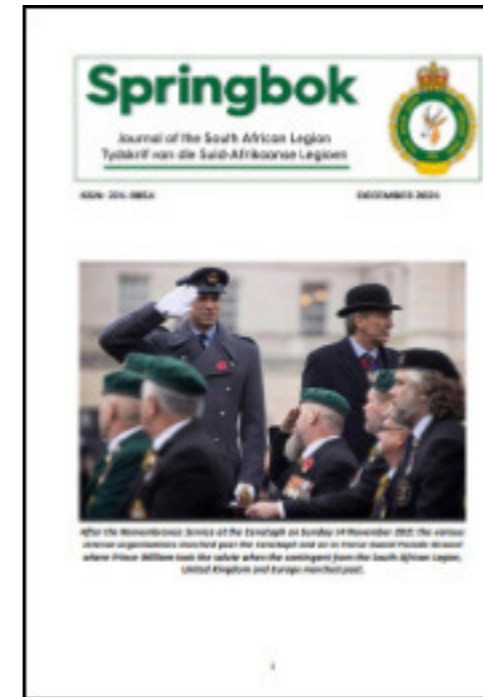 Springbok
Journal of the South African Legion
Tydskrif van die Suid-Afrikaanse Legioen
DECEMBER
After the Remembrance Service at the Cenotaph on Sunday 14 November 2021, the various
veteran organisations marched past the Cenotaph and on to Horse Guard Parade Ground
where Prince William took the salute when the contingent from the South African Legion,
United Kingdom and Europe marched past.